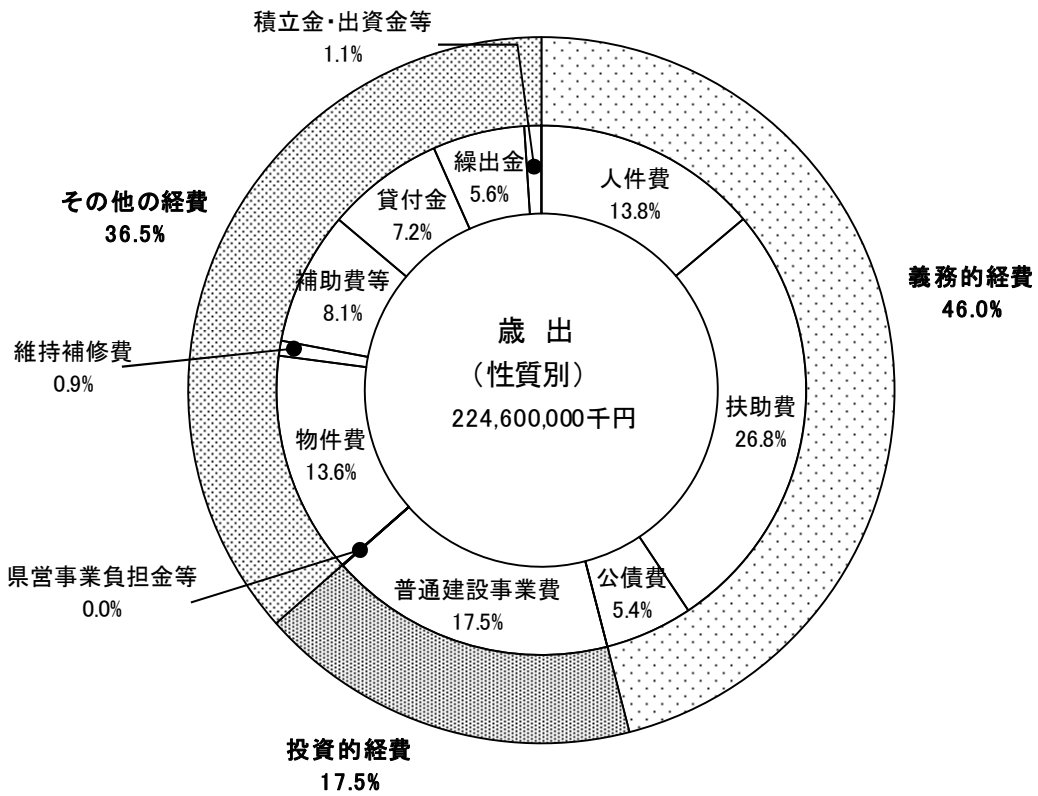 積立金・出資金等
1.1%
繰出金
5.6%
人件費
13.8%
貸付金
7.2%
その他の経費
36.5%
補助費等
8.1%
義務的経費
46.0%
歳 出
（性質別）
224,600,000千円
維持補修費
0.9%
扶助費
26.8%
物件費
13.6%
県営事業負担金等
0.0%
普通建設事業費
17.5%
公債費
5.4%
投資的経費
17.5%